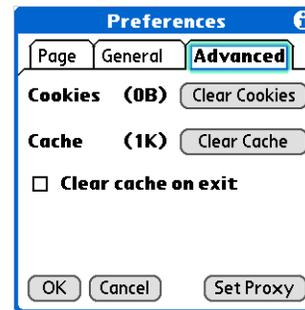 Preferences
Page General Advanced
Cookies (0B) Clear Cookies
Cache (1K) Clear Cache
Clear cache on exit
OK Cancel Set Proxy